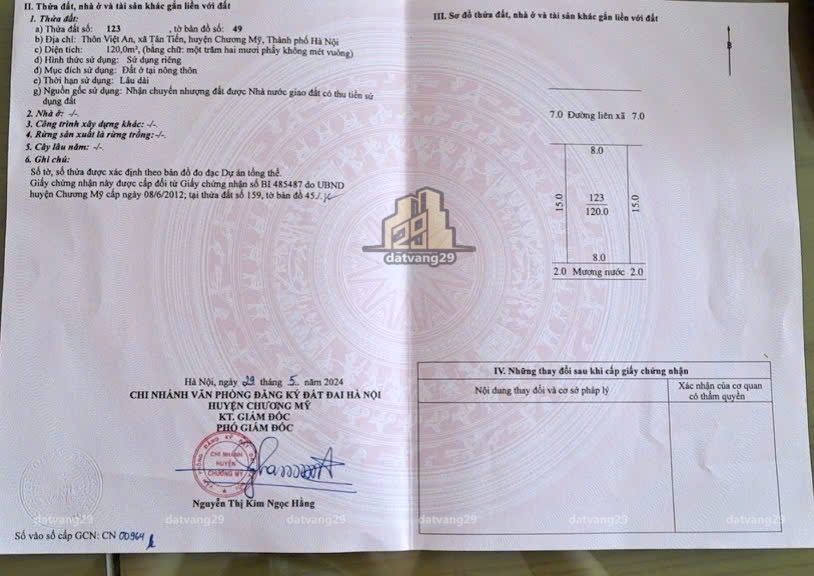 II. Thửa đất, nhà ở và tài sản khác gắn liền với đất
1. Thửa đất:
a) Thửa đất số: 123 , tờ bản đồ số: 49
b) Địa chỉ: Thôn Việt An, xã Tân Tiến, huyện Chương Mỹ, Thành phố Hà Nội
c) Diện tích: 120,0m², (bằng chữ: một trăm hai mươi phẩy không mét vuông)
d) Hình thức sử dụng: Sử dụng riêng
đ) Mục đích sử dụng: Đất ở tại nông thôn
e) Thời hạn sử dụng: Lâu dài
g) Nguồn gốc sử dụng: Nhận chuyển nhượng đất được Nhà nước giao đất có thu tiền sử
dụng đất
2. Nhà ở: -/-.
3. Công trình xây dựng khác: -/-.
4. Rừng sản xuất là rừng trồng:-/-.
5. Cây lâu năm: -/-.
6. Ghi chú:
Số tờ, số thửa được xác định theo bản đồ đo đạc Dự án tổng thể.
Giấy chứng nhận này được cấp đổi từ Giấy chứng nhận số BI 485487 do UBND
huyện Chương Mỹ cấp ngày 08/6/2012; tại thửa đất số 159, tờ bản đồ 45./.
Hà Nội, ngày 29 tháng 5 năm 2024
CHI NHÁNH VĂN PHÒNG ĐĂNG KÝ ĐẤT ĐAI HÀ NỘI
HUYỆN CHƯƠNG MỸ
KT. GIÁM ĐỐC
PHÓ GIÁM ĐỐC
CHI NHÁNH
HUYỆN
CHƯƠNG MỸ
Nguyễn Thị Kim Ngọc Hằng
Số vào sổ cấp GCN: CN 00964
III. Sơ đồ thửa đất, nhà ở và tài sản khác gắn liền với đất
B
7.0 Đường liên xã 7.0
8.0
15.0
123
120.0
15.0
8.0
2.0 Mương nước 2.0
29
datvang29
IV. Những thay đổi sau khi cấp giấy chứng nhận
Nội dung thay đổi và cơ sở pháp lý
Xác nhận của cơ quan
có thẩm quyền
datvang29 datvang29 datvang29 datvang29 datvang29